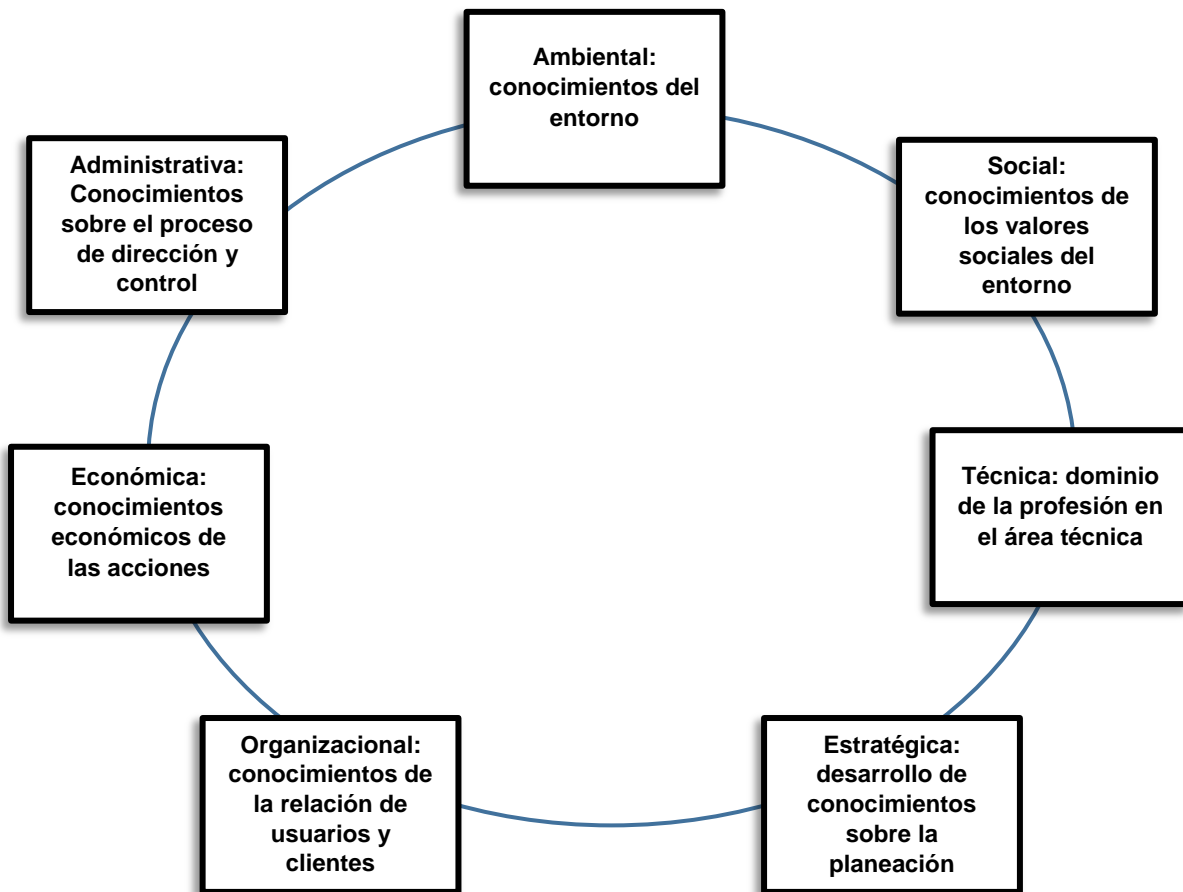 Ambiental:
conocimientos del
entorno
Social:
conocimientos de
los valores
sociales del
entorno
Técnica: dominio
de la profesión en
el área técnica
Estratégica:
desarrollo de
conocimientos
sobre la
planeación
Organizacional:
conocimientos de
la relación de
usuarios y
clientes
Económica:
conocimientos
económicos de
las acciones
Administrativa:
Conocimientos
sobre el proceso
de dirección y
control